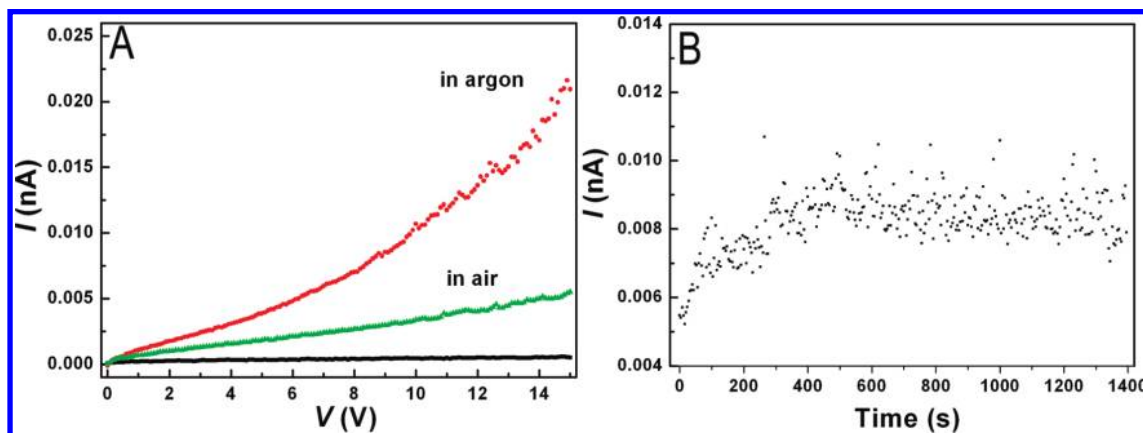 A
in argon
in air
I (nA)
0.025
0.020
0.015
0.010
0.005
0.000
0 2 4 6 8 10 12 14
V (V)
B
I (nA)
0.014
0.012
0.010
0.008
0.006
0.004
0 200 400 600 800 1000 1200 1400
Time (s)